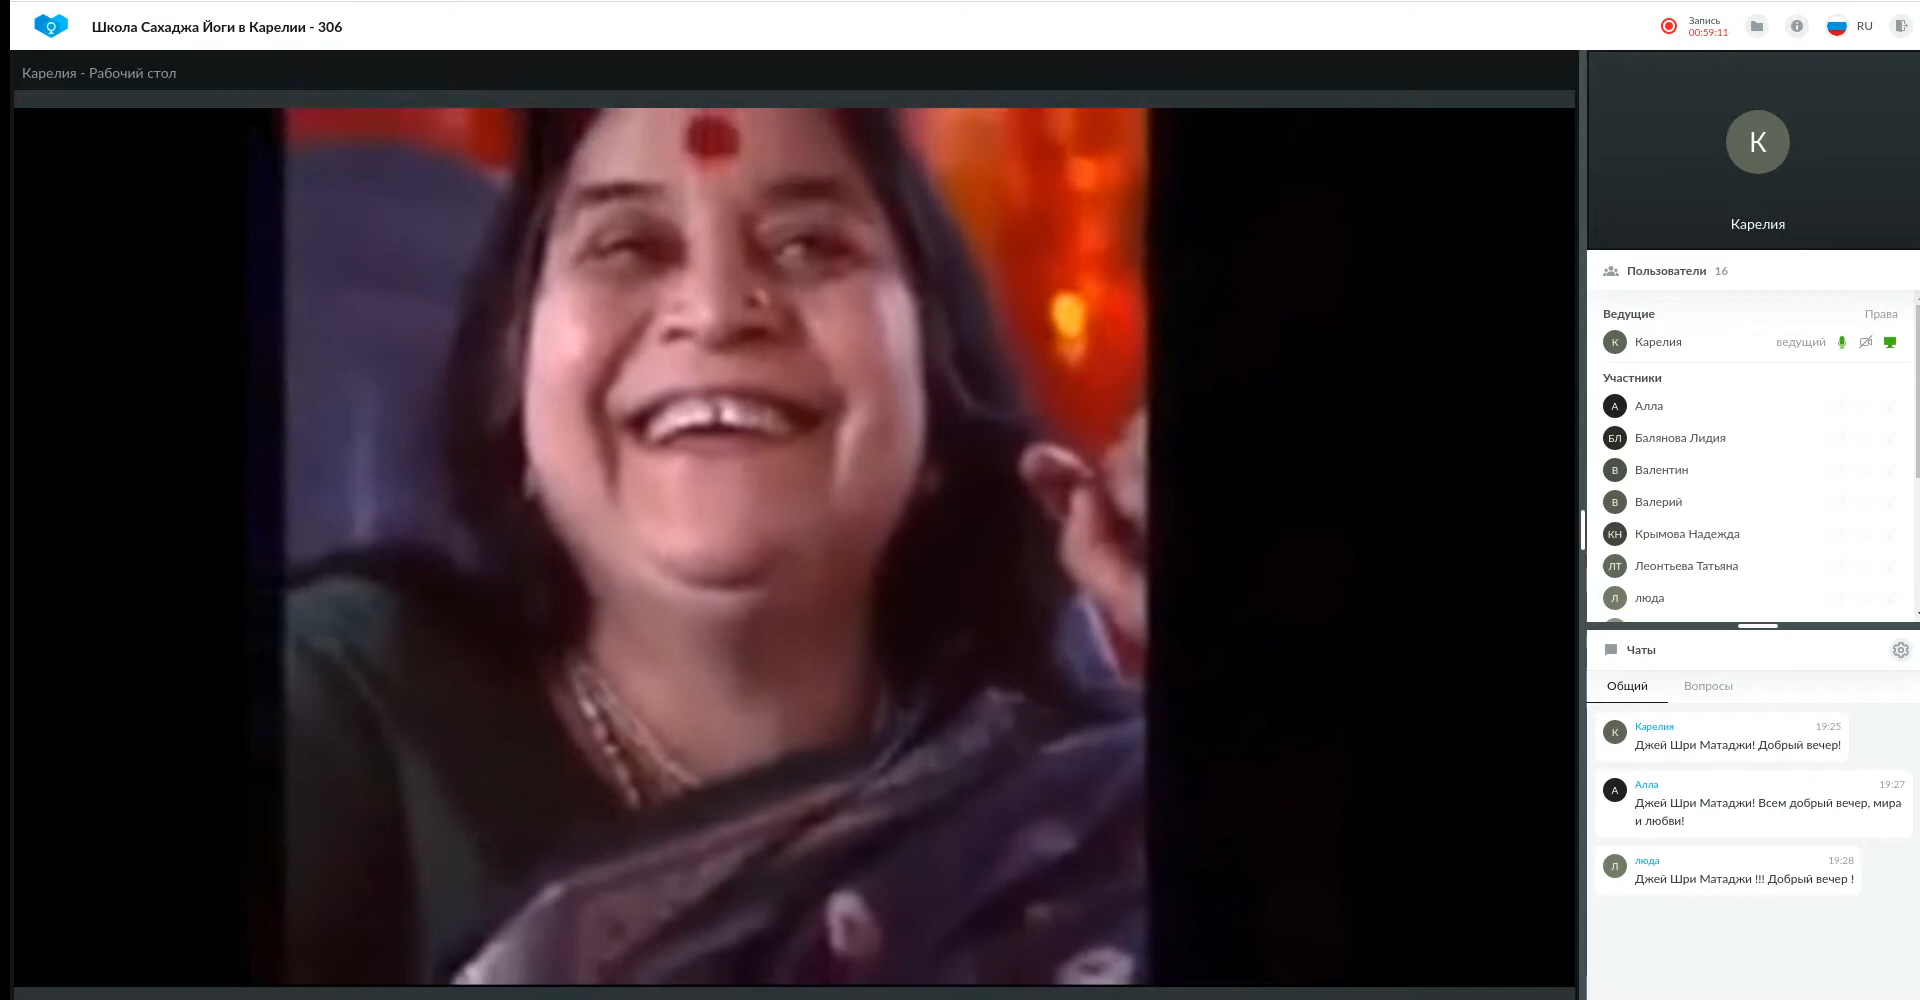 Школа Сахаджа Йоги в Карелии - 306
Запись
00:59:11
RU
Карелия - Рабочий стол
К
Карелия
Пользователи 16
Ведущие Права
К Карелия ведущий
Участники
А Алла
БЛ Балянова Лидия
В Валентин
В Валерий
КН Крымова Надежда
ЛТ Леонтьева Татьяна
Л люда
Чаты
Общий Вопросы
К Карелия 19:25
Джей Шри Матаджи! Добрый вечер!
А Алла 19:27
Джей Шри Матаджи! Всем добрый вечер, мира
и любви!
Л люда 19:28
Джей Шри Матаджи !!! Добрый вечер !